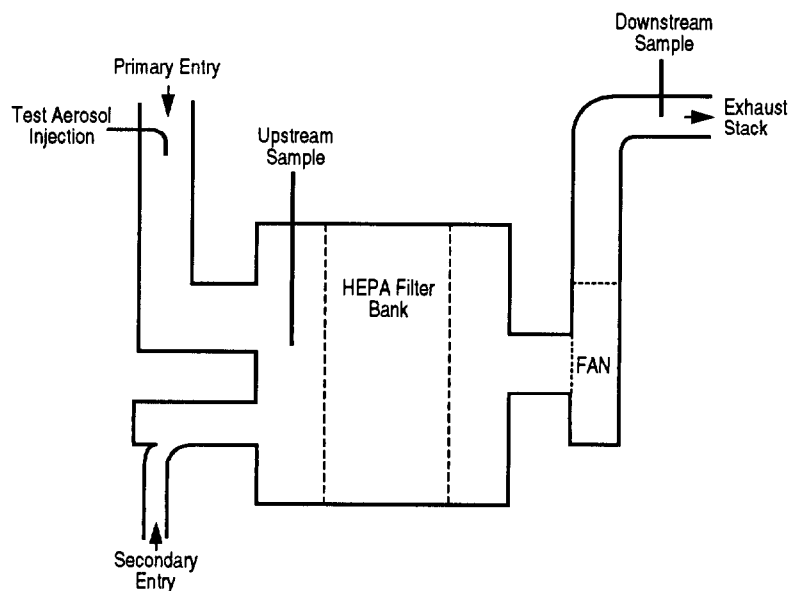 Downstream
Sample
Primary Entry
Test Aerosol
Injection
Exhaust
Stack
Upstream
Sample
HEPA Filter
Bank
FAN
Secondary
Entry